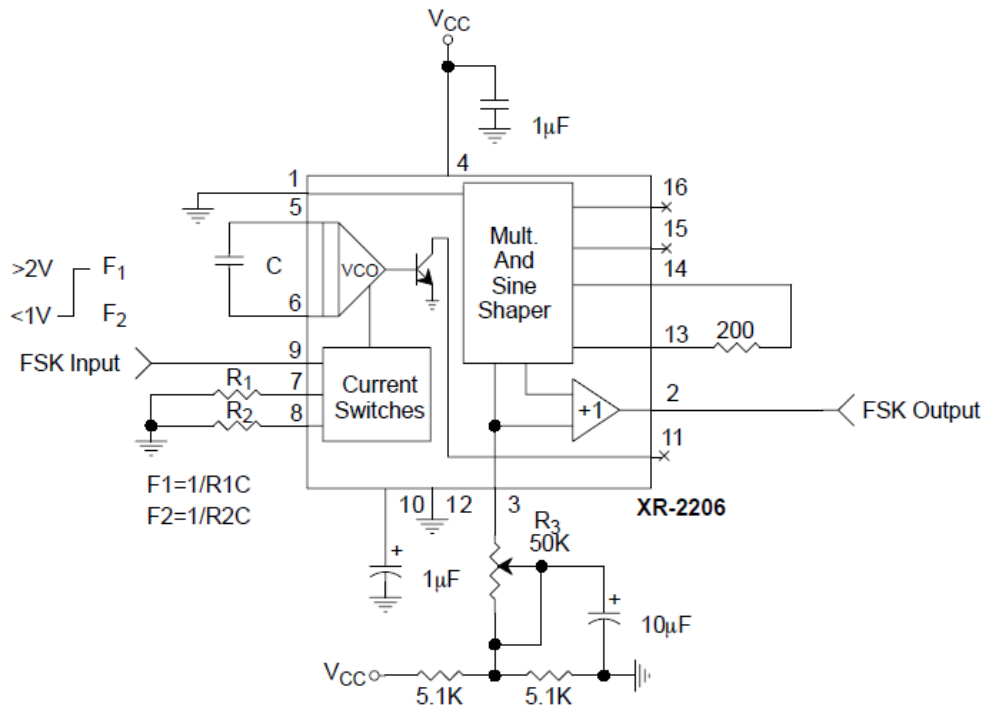 VCC
1μF
4
1
5
C
VCO
6
>2V F1
<1V F2
FSK Input
9
R1
7
R2
8
Current
Switches
F1=1/R1C
F2=1/R2C
Mult.
And
Sine
Shaper
16
15
14
13
200
+1
2
FSK Output
11
XR-2206
10
12
3
R3
50K
+
1μF
+
10μF
VCC
5.1K
5.1K